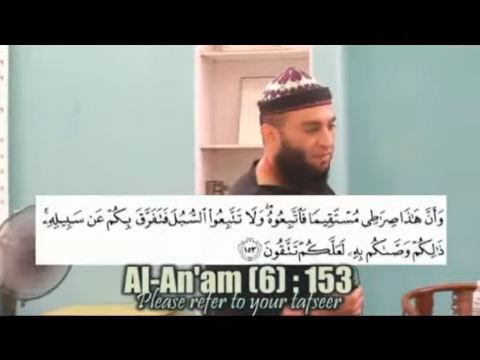 وَأَنَّ هَٰذَا صِرَٰطِى مُسْتَقِيمًا فَٱتَّبِعُوهُ ۖ وَلَا تَتَّبِعُوا۟ ٱلسُّبُلَ فَتَفَرَّقَ بِكُمْ عَن سَبِيلِهِۦ ۚ
ذَٰلِكُمْ وَصَّىٰكُم بِهِۦ لَعَلَّكُمْ تَتَّقُونَ ١٥٣
Al-An'am (6) ; 153
Please refer to your tafseer